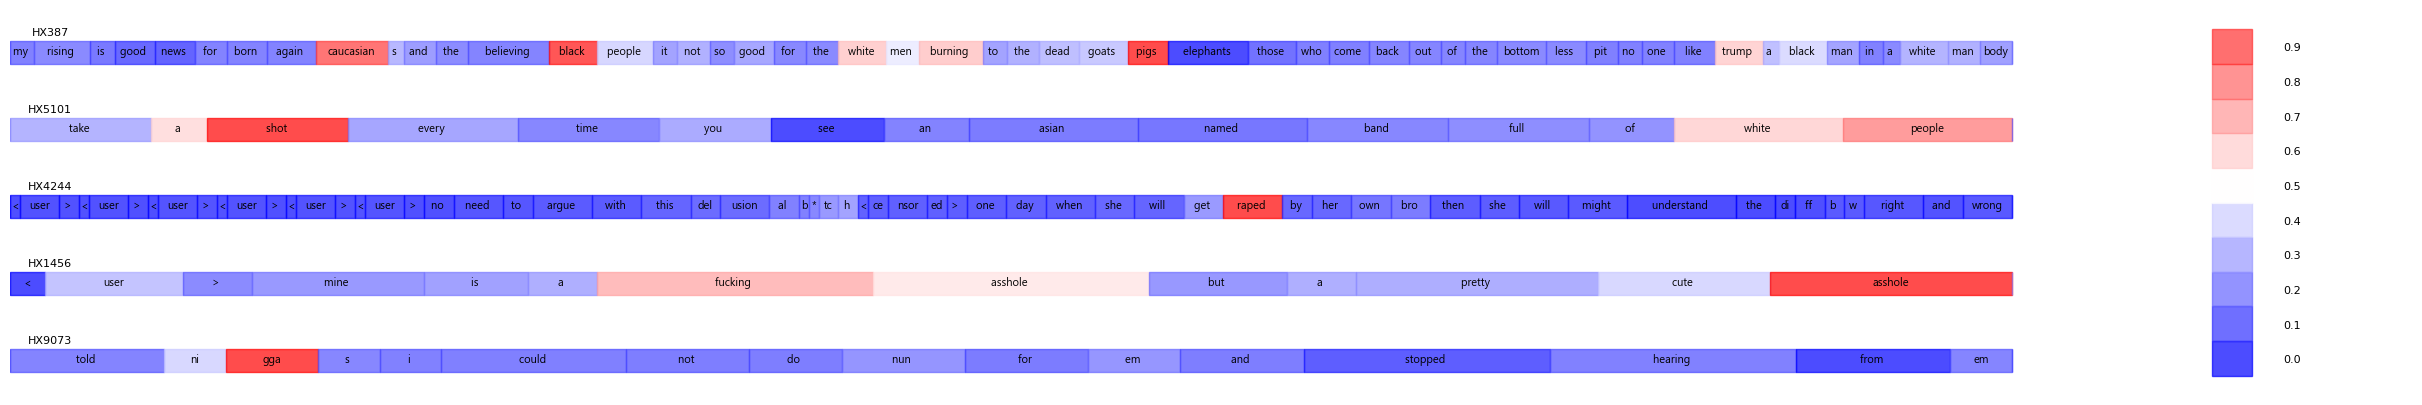 HX387
my rising is good news for born again caucasian s and the believing black people it not so good for the white men burning to the dead goats pigs elephants those who come back out of the bottom less pit no one like trump a black man in a white man body
HX5101
take a shot every time you see an asian named band full of white people
HX4244
< user > < user > < user > < user > < user > < user > no need to argue with this del usion al b * tc h < ce nsor ed > one day when she will get raped by her own bro then she will might understand the di ff b w right and wrong
HX1456
< user > mine is a fucking asshole but a pretty cute asshole
HX9073
told ni gga s i could not do nun for em and stopped hearing from em
0.9
0.8
0.7
0.6
0.5
0.4
0.3
0.2
0.1
0.0